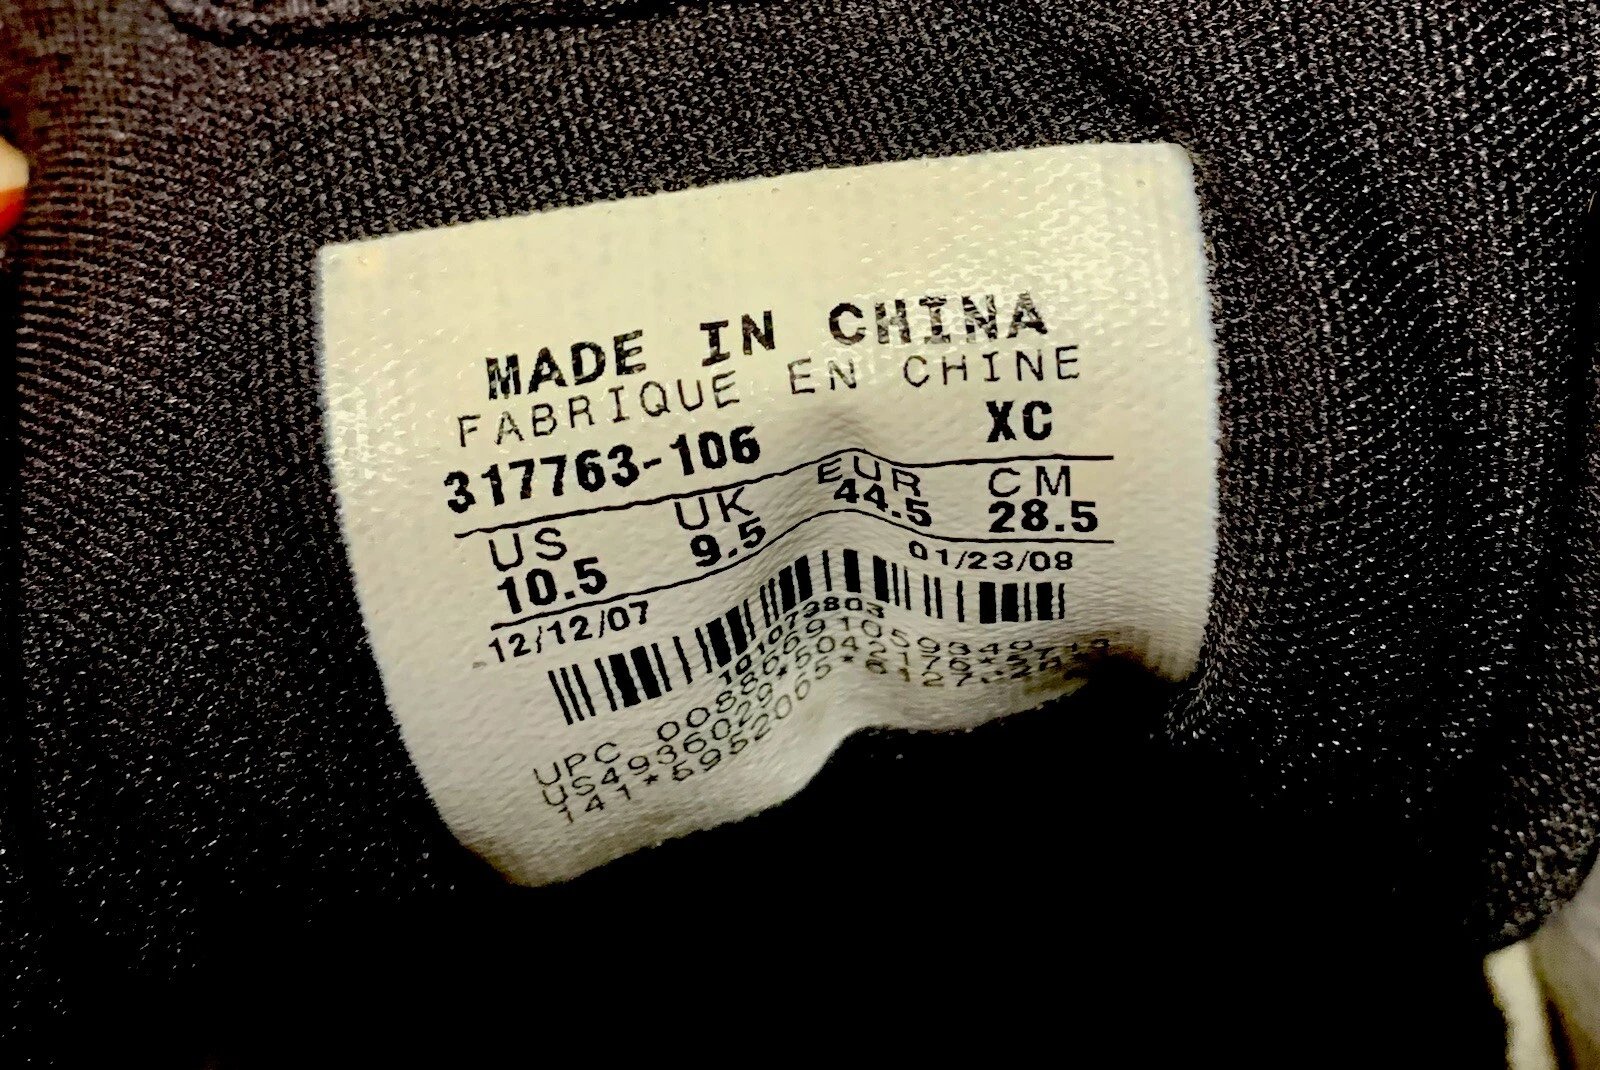 MADE IN CHINA
FABRIQUE EN CHINE
317763-106 XC
US UK EUR CM
10.5 9.5 44.5 28.5
12/12/07 01/23/08
101073803
UPC